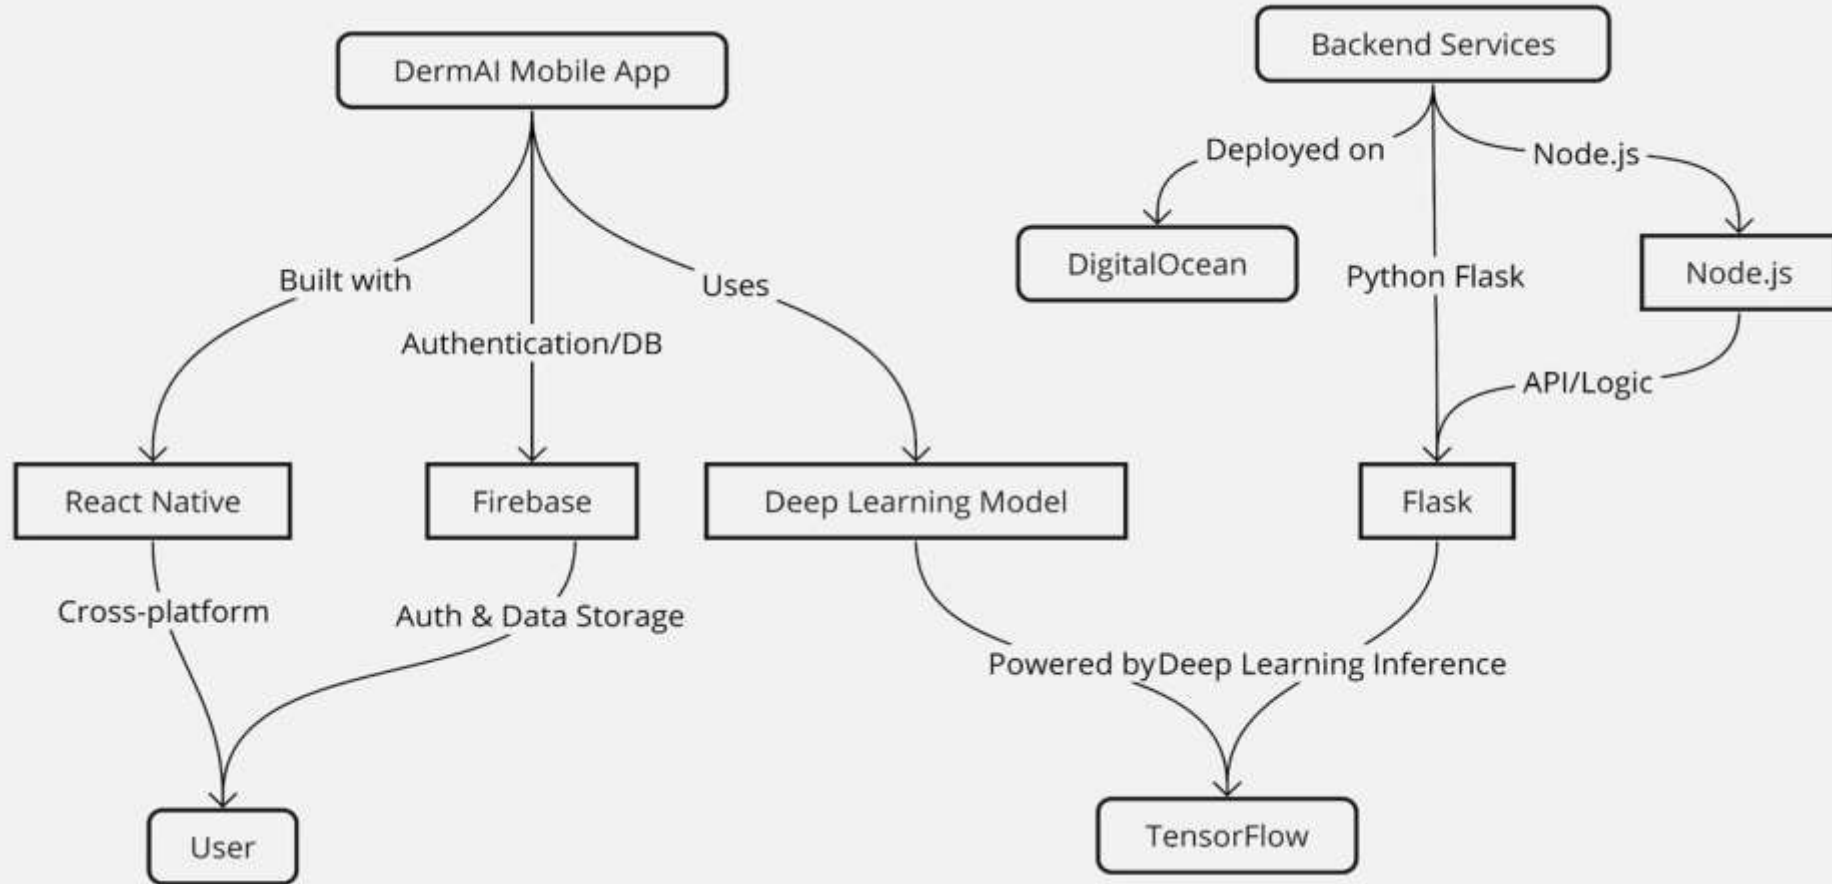 DermAI Mobile App
Backend Services
Deployed on
Node.js
DigitalOcean
Python Flask
Node.js
Built with
Uses
Authentication/DB
API/Logic
React Native
Firebase
Deep Learning Model
Flask
Cross-platform
Auth & Data Storage
Powered by
Deep Learning Inference
User
TensorFlow